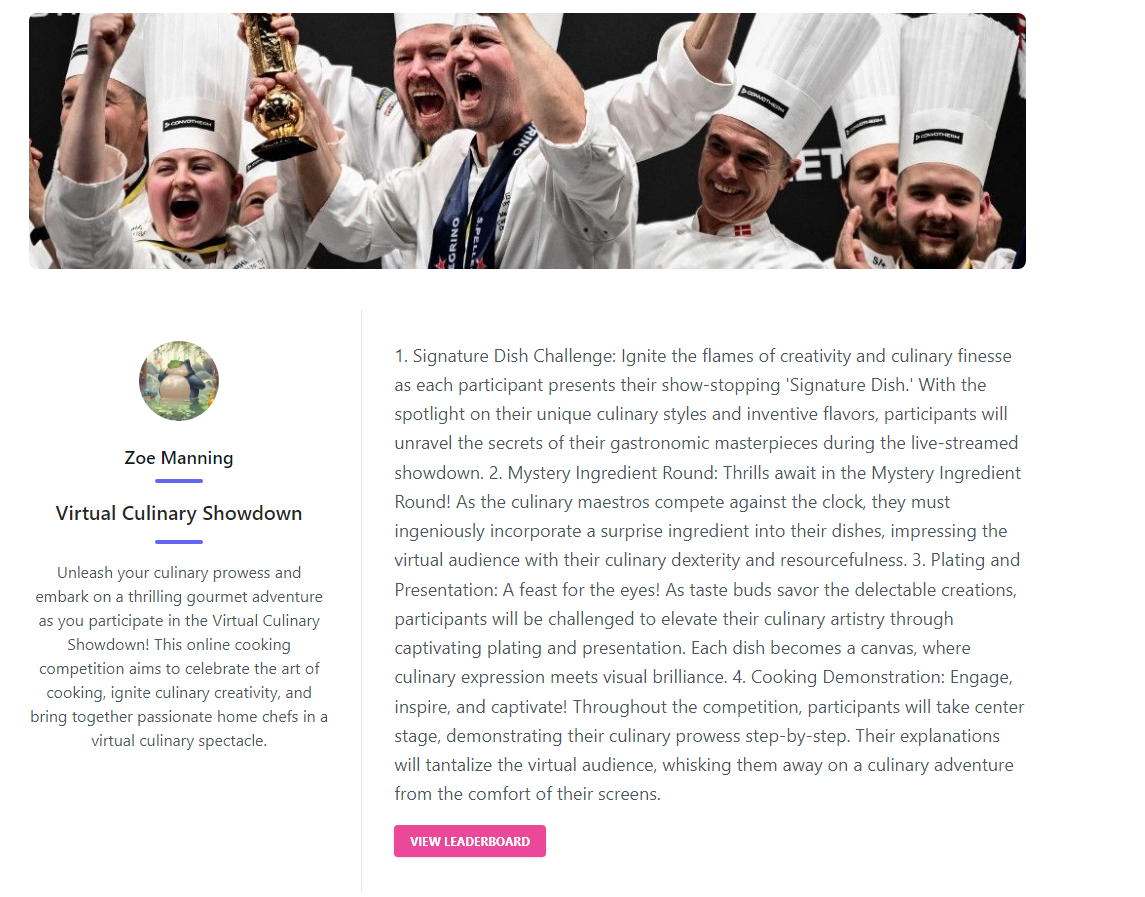 CONVOTHERM
CONVOTHERM
CONVOTHERM
CONVOTHERM
ET
S.PELLE
Zoe Manning
Virtual Culinary Showdown
Unleash your culinary prowess and
embark on a thrilling gourmet adventure
as you participate in the Virtual Culinary
Showdown! This online cooking
competition aims to celebrate the art of
cooking, ignite culinary creativity, and
bring together passionate home chefs in a
virtual culinary spectacle.
1. Signature Dish Challenge: Ignite the flames of creativity and culinary finesse
as each participant presents their show-stopping 'Signature Dish.' With the
spotlight on their unique culinary styles and inventive flavors, participants will
unravel the secrets of their gastronomic masterpieces during the live-streamed
showdown. 2. Mystery Ingredient Round: Thrills await in the Mystery Ingredient
Round! As the culinary maestros compete against the clock, they must
ingeniously incorporate a surprise ingredient into their dishes, impressing the
virtual audience with their culinary dexterity and resourcefulness. 3. Plating and
Presentation: A feast for the eyes! As taste buds savor the delectable creations,
participants will be challenged to elevate their culinary artistry through
captivating plating and presentation. Each dish becomes a canvas, where
culinary expression meets visual brilliance. 4. Cooking Demonstration: Engage,
inspire, and captivate! Throughout the competition, participants will take center
stage, demonstrating their culinary prowess step-by-step. Their explanations
will tantalize the virtual audience, whisking them away on a culinary adventure
from the comfort of their screens.
VIEW LEADERBOARD